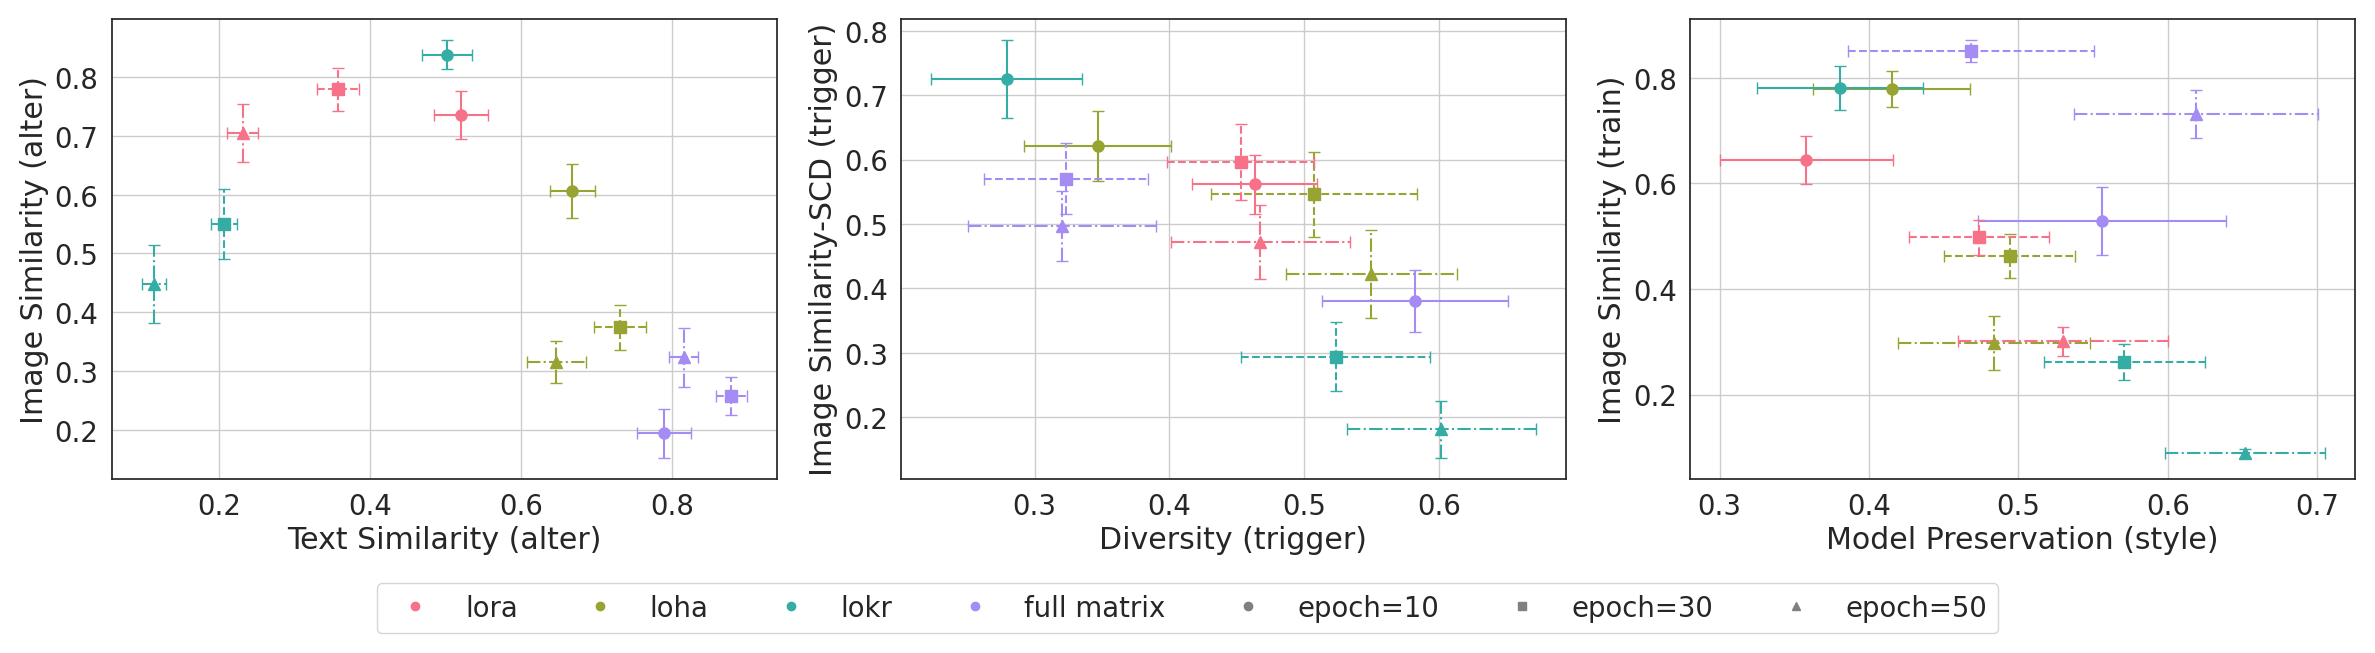 Image Similarity (alter)
0.8
0.7
0.6
0.5
0.4
0.3
0.2
0.2 0.4 0.6 0.8
Text Similarity (alter)
Image Similarity-SCD (trigger)
0.8
0.7
0.6
0.5
0.4
0.3
0.2
0.3 0.4 0.5 0.6
Diversity (trigger)
Image Similarity (train)
0.8
0.6
0.4
0.2
0.3 0.4 0.5 0.6 0.7
Model Preservation (style)
lora loha lokr full matrix epoch=10 epoch=30 epoch=50